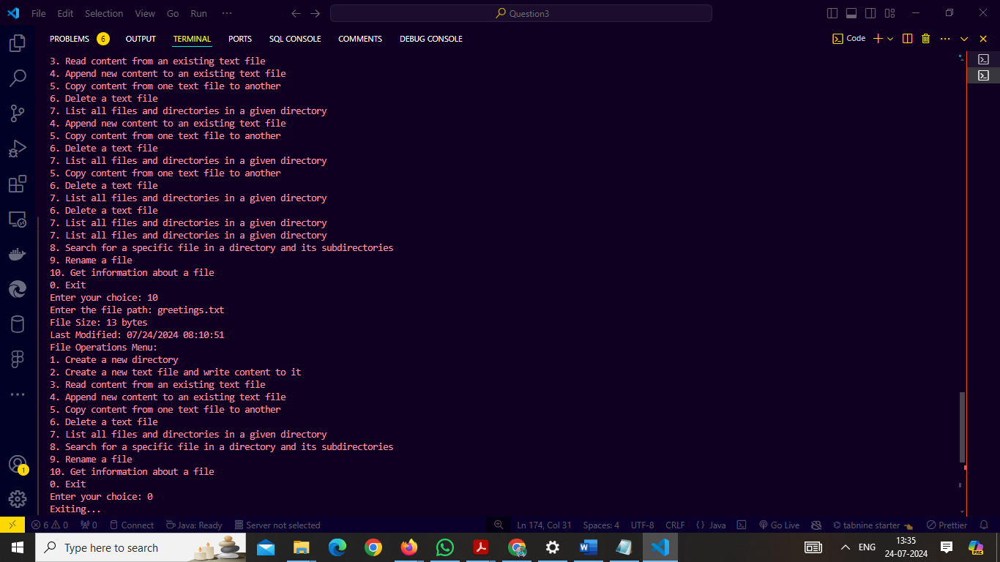 File Edit Selection View Go Run ··· Question3
PROBLEMS 6 OUTPUT TERMINAL PORTS SQL CONSOLE COMMENTS DEBUG CONSOLE Code
3. Read content from an existing text file
4. Append new content to an existing text file
5. Copy content from one text file to another
6. Delete a text file
7. List all files and directories in a given directory
4. Append new content to an existing text file
5. Copy content from one text file to another
6. Delete a text file
7. List all files and directories in a given directory
5. Copy content from one text file to another
6. Delete a text file
7. List all files and directories in a given directory
6. Delete a text file
7. List all files and directories in a given directory
7. List all files and directories in a given directory
8. Search for a specific file in a directory and its subdirectories
9. Rename a file
10. Get information about a file
0. Exit
Enter your choice: 10
Enter the file path: greetings.txt
File Size: 13 bytes
Last Modified: 07/24/2024 08:10:51
File Operations Menu:
1. Create a new directory
2. Create a new text file and write content to it
3. Read content from an existing text file
4. Append new content to an existing text file
5. Copy content from one text file to another
6. Delete a text file
7. List all files and directories in a given directory
8. Search for a specific file in a directory and its subdirectories
9. Rename a file
10. Get information about a file
0. Exit
Enter your choice: 0
Exiting...
1
6 0 0 Connect Java: Ready Server not selected Ln 174, Col 31 Spaces: 4 UTF-8 CRLF {} Java Go Live tabnine starter Prettier
Type here to search ENG 13:35
24-07-2024
PRE